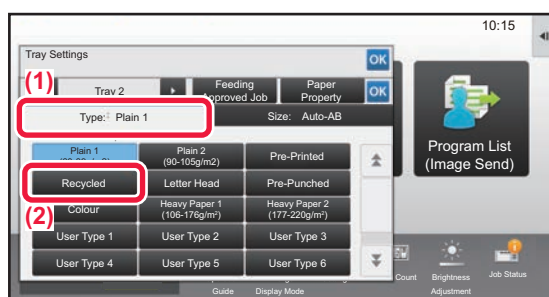 10:15
Tray Settings
OK
(1)
Tray 2
Feeding
Approved Job
Paper
Property
OK
Type: Plain 1
Size: Auto-AB
Plain 1
Plain 2
(90-105g/m2)
Pre-Printed
Recycled
Letter Head
Pre-Punched
(2)
Colour
Heavy Paper 1
(106-176g/m²)
Heavy Paper 2
(177-220g/m²)
User Type 1
User Type 2
User Type 3
User Type 4
User Type 5
User Type 6
Program List
(Image Send)
Guide
Display Mode
Count
Brightness
Adjustment
Job Status